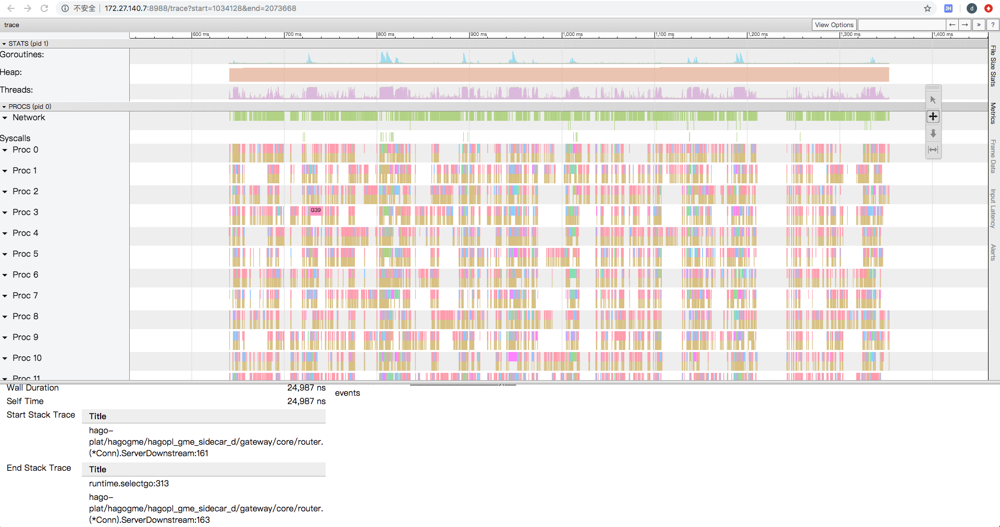 不安全 172.27.140.7:8988/trace?start=1034128&end=2073668 JH d
trace View Options ← → » ?
600 ms 700 ms 800 ms 900 ms 1,000 ms 1,100 ms 1,200 ms 1,300 ms 1,400 ms
STATS (pid 1)
Goroutines:
Heap:
Threads:
PROCS (pid 0)
Network
Syscalls
Proc 0
Proc 1
Proc 2
Proc 3
G39
Proc 4
Proc 5
Proc 6
Proc 7
Proc 8
Proc 9
Proc 10
Proc 11
File Size Stats
Metrics
Frame Data
Input Latency
Alerts
Wall Duration 24,987 ns
events
Self Time 24,987 ns
Start Stack Trace Title
hago-
plat/hagogme/hagopl_gme_sidecar_d/gateway/core/router.
(*Conn).ServerDownstream:161
End Stack Trace Title
runtime.selectgo:313
hago-
plat/hagogme/hagopl_gme_sidecar_d/gateway/core/router.
(*Conn).ServerDownstream:163